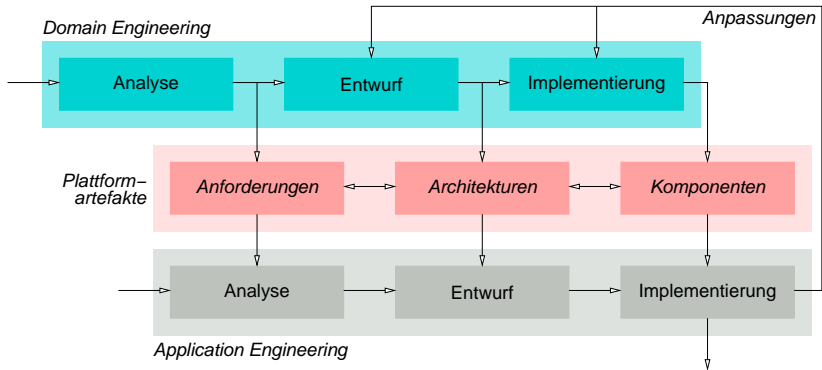 Domain Engineering
Anpassungen
Analyse
Entwurf
Implementierung
Plattform−
artefakte
Anforderungen
Architekturen
Komponenten
Analyse
Entwurf
Implementierung
Application Engineering